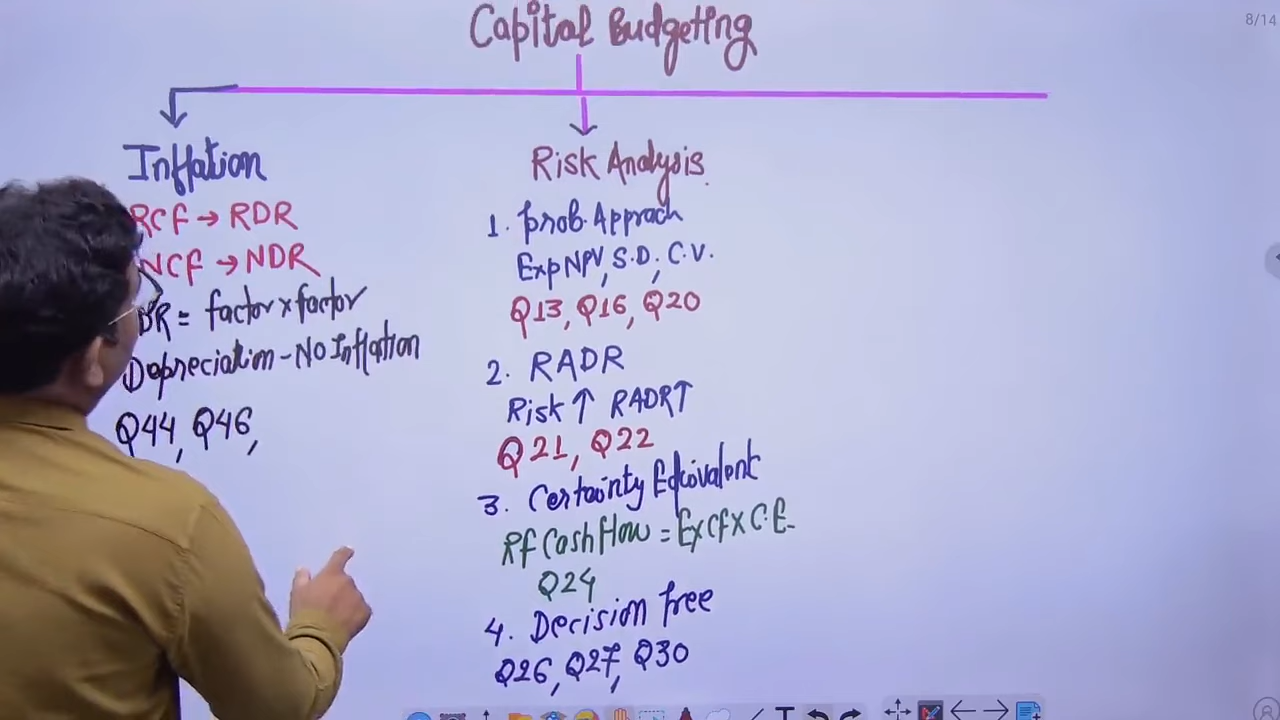 Capital Budgeting
8/14
Inflation
RCF → RDR
NCF → NDR
DR = factor x factor
Depreciation - NO Inflation
Q44, Q46,
Risk Analysis.
1. Prob. Apprach
Exp NPV, S.D., C.V.
Q13, Q16, Q20
2. RADR
Risk ↑ RADR↑
Q21, Q22
3. Certainty Equivalent
Rf Cash flow = Ex Cf x C.E.
Q24
4. Decision Tree
Q26, Q27, Q30